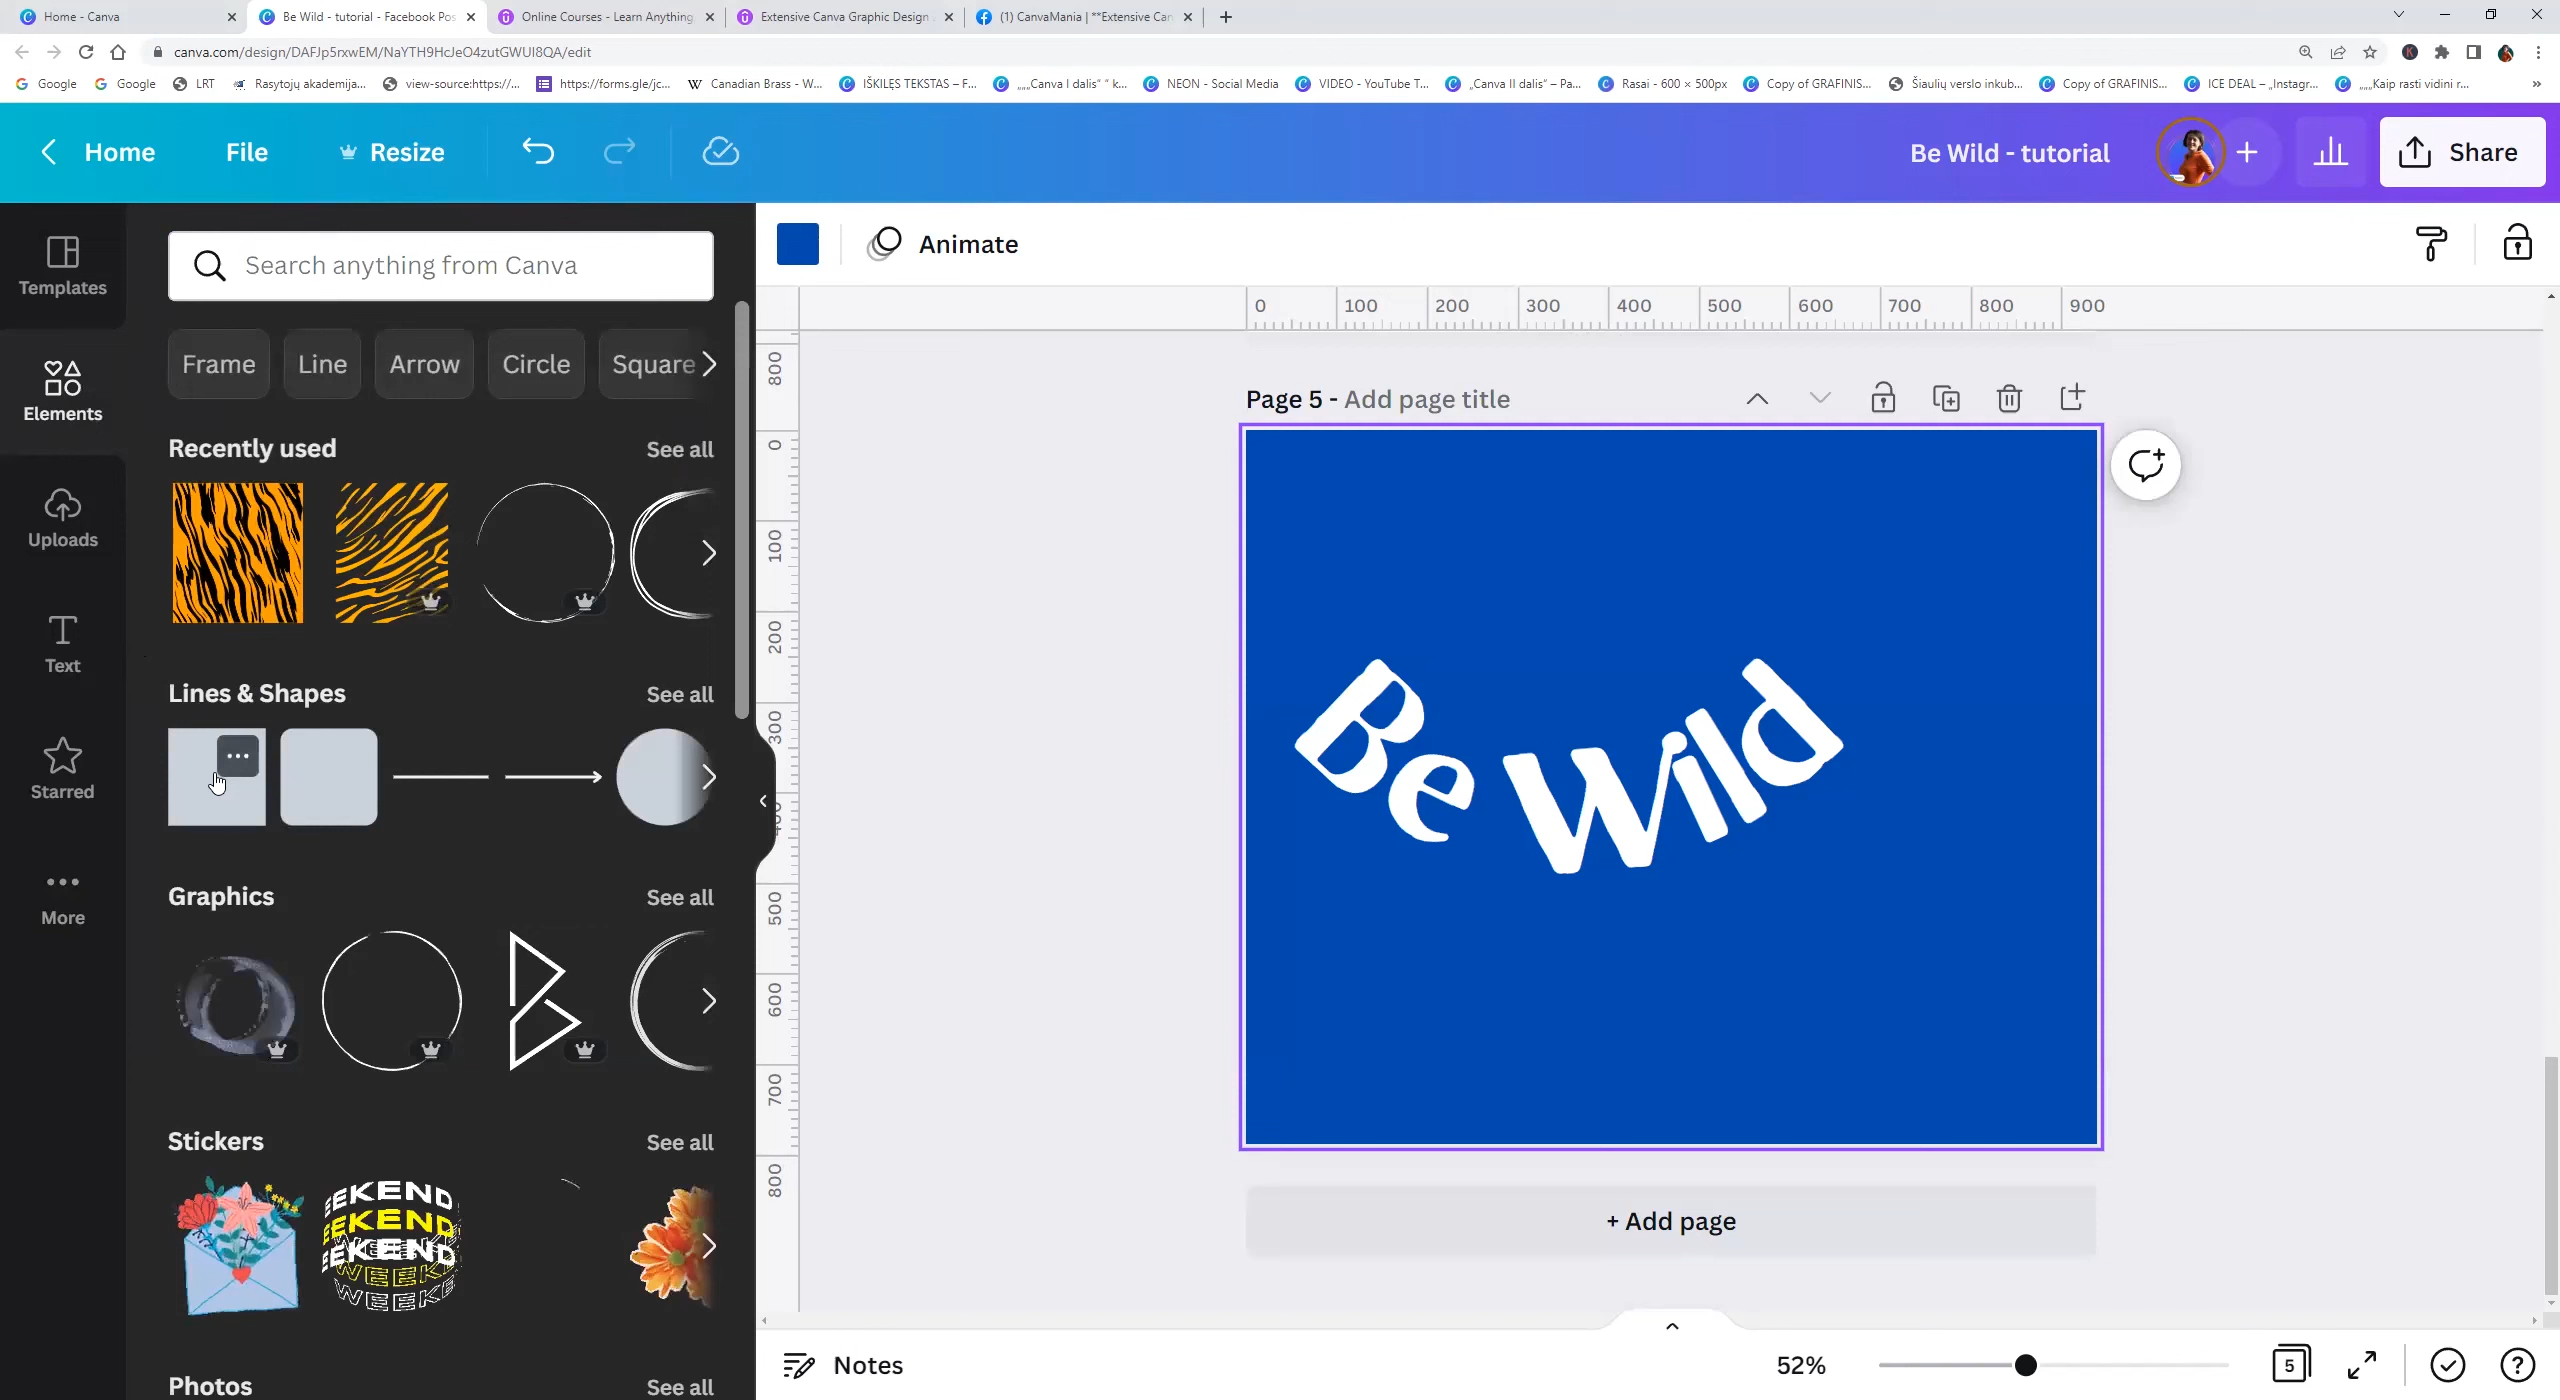 Home - Canva
Be Wild - tutorial - Facebook Pos
Online Courses - Learn Anything
Extensive Canva Graphic Design
(1) CanvaMania | **Extensive Can
canva.com/design/DAFJp5rxwEM/NaYTH9HcJeO4zutGWUI8QA/edit
Google
Google
LRT
Rasytojų akademija...
view-source:https://...
https://forms.gle/jc...
Canadian Brass - W...
IŠKILĘS TEKSTAS – F...
„„„Canva I dalis“ “ k...
NEON - Social Media
VIDEO - YouTube T...
„Canva II dalis“ – Pa...
Rasai - 600 × 500px
Copy of GRAFINIS...
Šiaulių verslo inkub...
Copy of GRAFINIS...
ICE DEAL – „Instagr...
„„„Kaip rasti vidinį r...
Home
File
Resize
Be Wild - tutorial
Share
Templates
Elements
Uploads
Text
Starred
More
Search anything from Canva
Frame
Line
Arrow
Circle
Square
Recently used
See all
Lines & Shapes
See all
Graphics
See all
Stickers
See all
EEKEND
EEKEND
EEKEND
WEEKE
WEEKE
Photos
See all
Animate
0 100 200 300 400 500 600 700 800 900
800
0
100
200
300
500
600
700
800
Page 5 - Add page title
Be Wild
+ Add page
Notes
52%
5